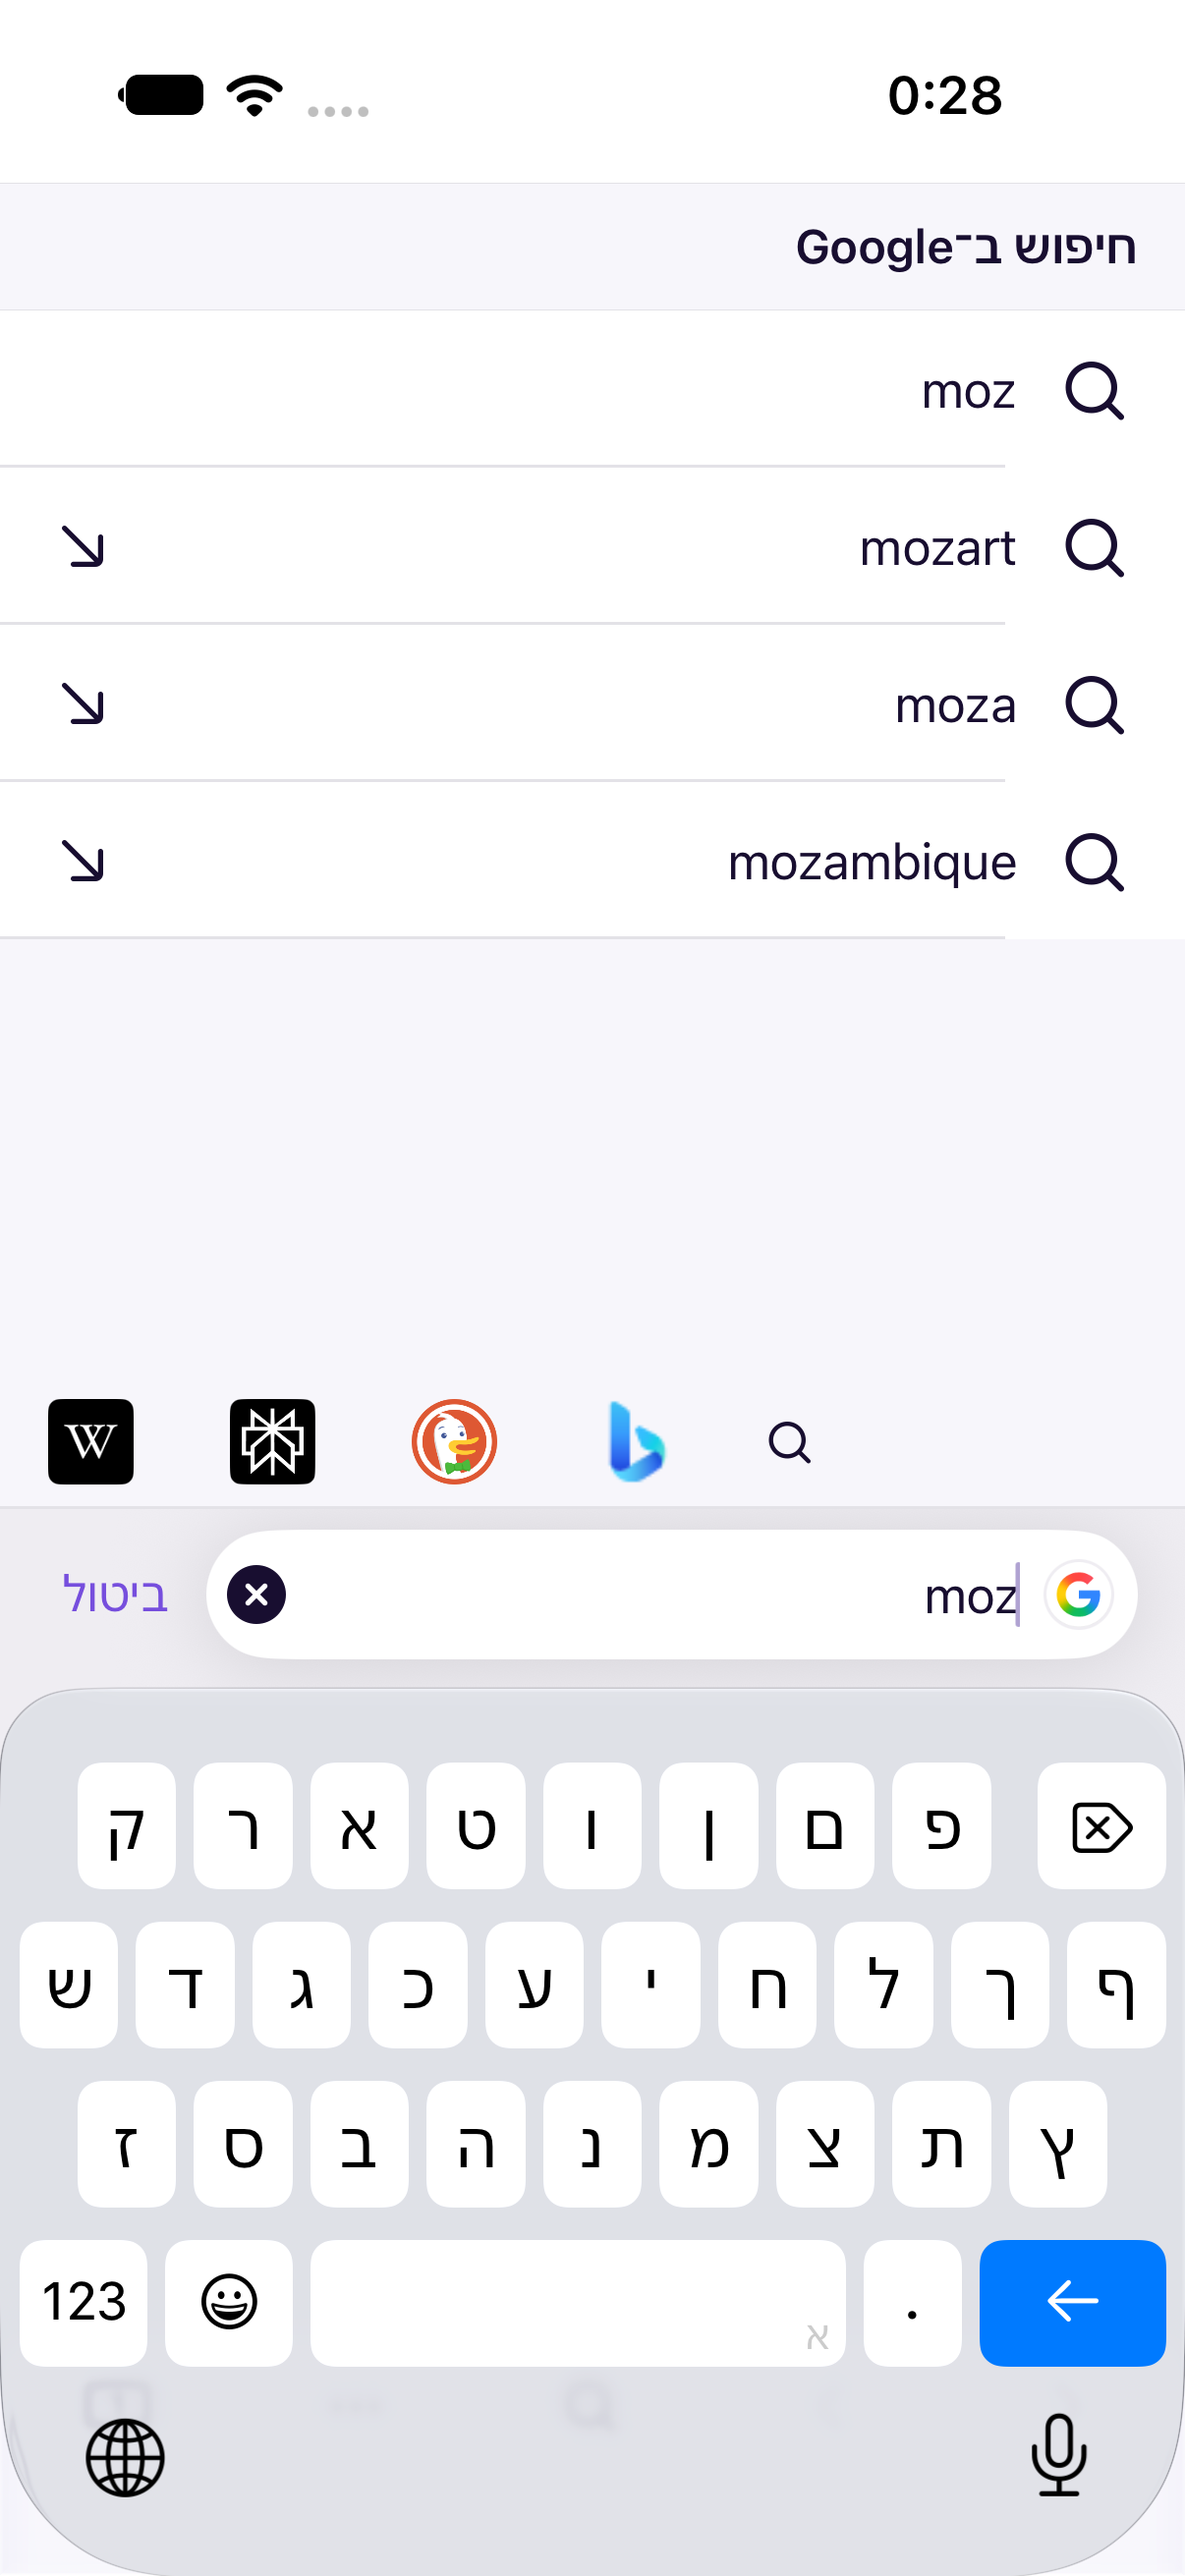 0:28
חיפוש ב־Google
moz
mozart
moza
mozambique
W
moz
ביטול
ק ר א ט ו ן ם פ
ש ד ג כ ע י ח ל ך ף
ז ס ב ה נ מ צ ת ץ
123 .
א